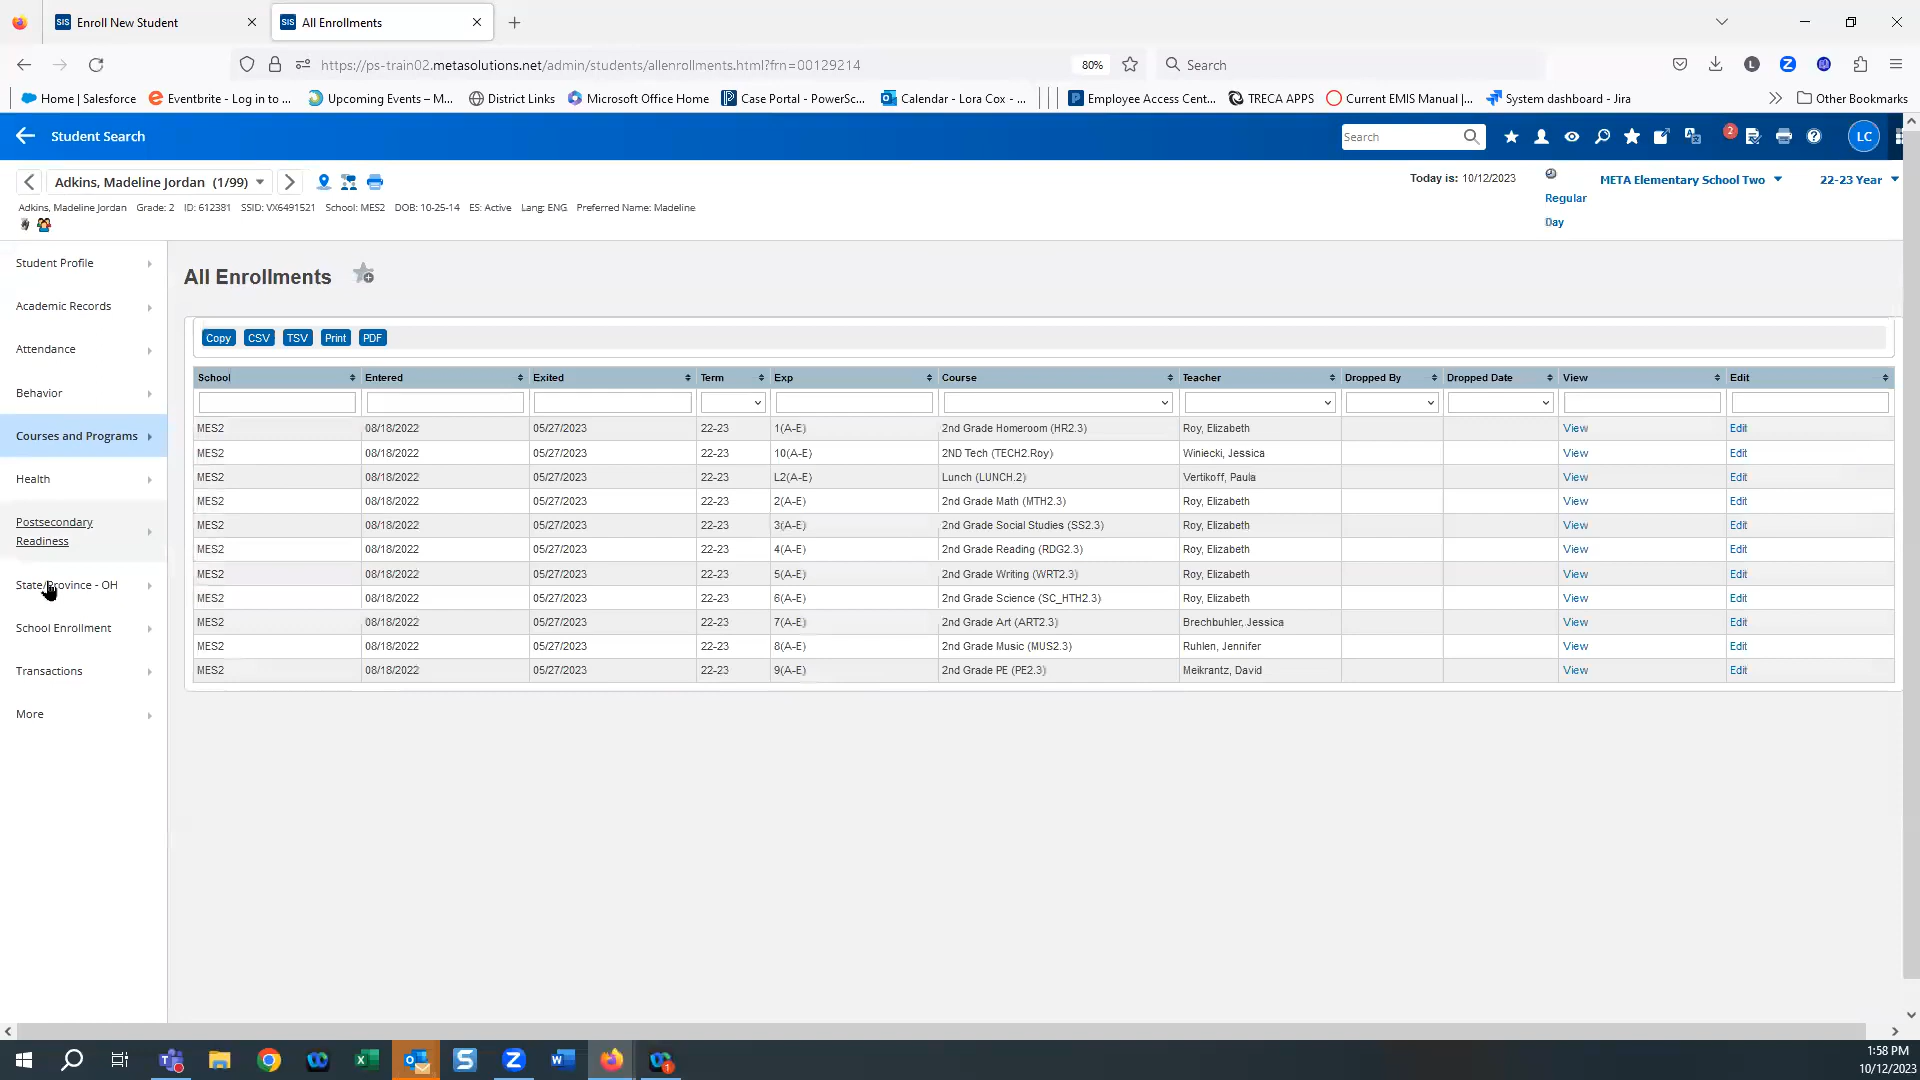 Enroll New Student
All Enrollments
https://ps-train02.metasolutions.net/admin/students/allenrollments.html?frn=00129214
80%
Search
Home | Salesforce
Eventbrite - Log in to ...
Upcoming Events – M...
District Links
Microsoft Office Home
Case Portal - PowerSc...
Calendar - Lora Cox - ...
Employee Access Cent...
TRECA APPS
Current EMIS Manual |...
System dashboard - Jira
Other Bookmarks
Student Search
Search
2
LC
Adkins, Madeline Jordan (1/99)
Today is: 10/12/2023
Regular
Day
META Elementary School Two
22-23 Year
Adkins, Madeline Jordan Grade: 2 ID: 612381 SSID: VX6491521 School: MES2 DOB: 10-25-14 ES: Active Lang: ENG Preferred Name: Madeline
Student Profile
Academic Records
Attendance
Behavior
Courses and Programs
Health
Postsecondary
Readiness
State/Province - OH
School Enrollment
Transactions
More
All Enrollments
Copy CSV TSV Print PDF
School Entered Exited Term Exp Course Teacher Dropped By Dropped Date View Edit
MES2 08/18/2022 05/27/2023 22-23 1(A-E) 2nd Grade Homeroom (HR2.3) Roy, Elizabeth View Edit
MES2 08/18/2022 05/27/2023 22-23 10(A-E) 2ND Tech (TECH2.Roy) Winiecki, Jessica View Edit
MES2 08/18/2022 05/27/2023 22-23 L2(A-E) Lunch (LUNCH.2) Vertikoff, Paula View Edit
MES2 08/18/2022 05/27/2023 22-23 2(A-E) 2nd Grade Math (MTH2.3) Roy, Elizabeth View Edit
MES2 08/18/2022 05/27/2023 22-23 3(A-E) 2nd Grade Social Studies (SS2.3) Roy, Elizabeth View Edit
MES2 08/18/2022 05/27/2023 22-23 4(A-E) 2nd Grade Reading (RDG2.3) Roy, Elizabeth View Edit
MES2 08/18/2022 05/27/2023 22-23 5(A-E) 2nd Grade Writing (WRT2.3) Roy, Elizabeth View Edit
MES2 08/18/2022 05/27/2023 22-23 6(A-E) 2nd Grade Science (SC_HTH2.3) Roy, Elizabeth View Edit
MES2 08/18/2022 05/27/2023 22-23 7(A-E) 2nd Grade Art (ART2.3) Brechbuhler, Jessica View Edit
MES2 08/18/2022 05/27/2023 22-23 8(A-E) 2nd Grade Music (MUS2.3) Ruhlen, Jennifer View Edit
MES2 08/18/2022 05/27/2023 22-23 9(A-E) 2nd Grade PE (PE2.3) Meikrantz, David View Edit
1:58 PM
10/12/2023